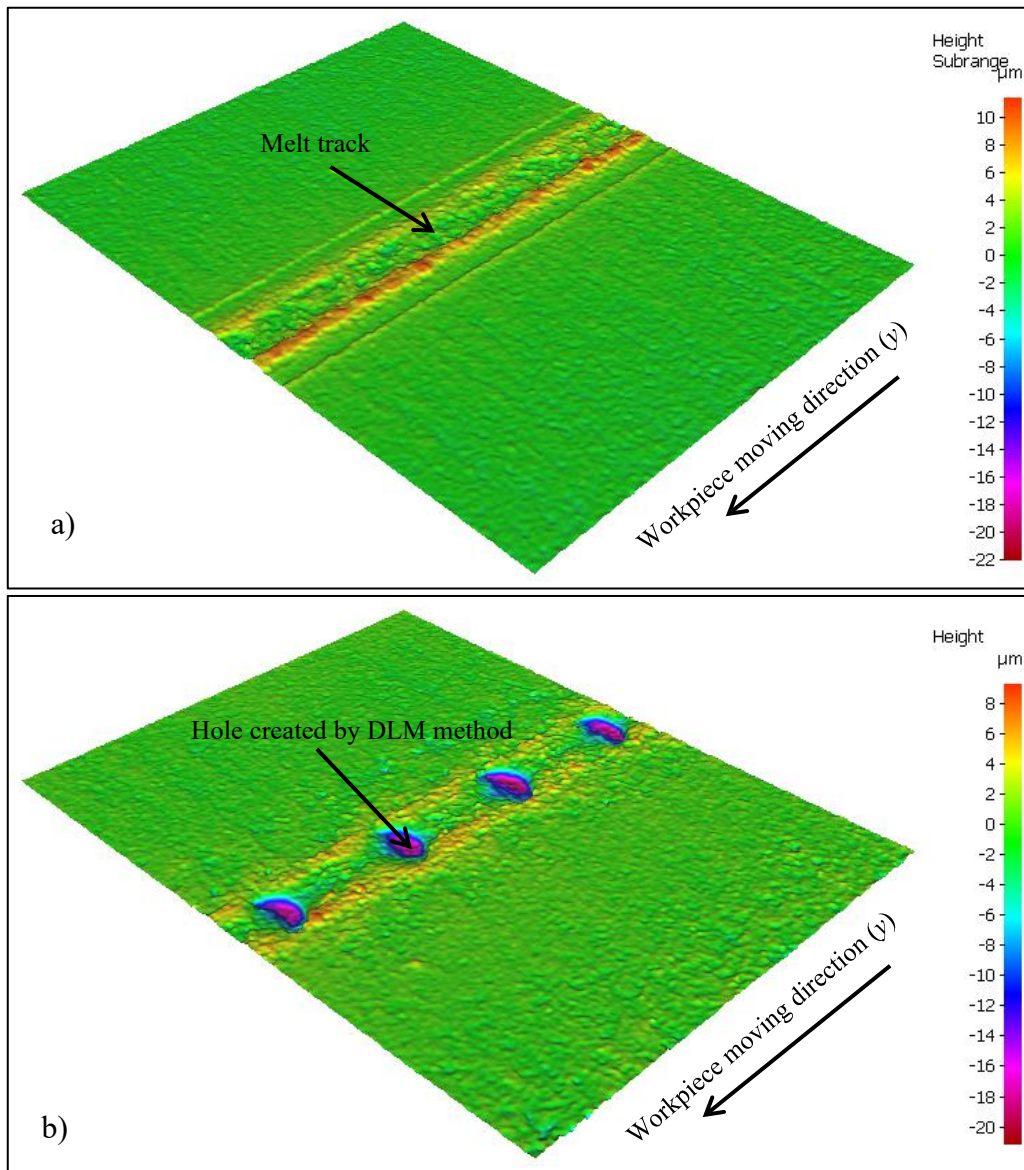 Height
Subrange
µm
Melt track
10
8
6
4
2
0
-2
-4
-6
-8
-10
-12
-14
-16
-18
-20
-22
Workpiece moving direction (y)
a)
Height
µm
Hole created by DLM method
8
6
4
2
0
-2
-4
-6
-8
-10
-12
-14
-16
-18
-20
Workpiece moving direction (y)
b)